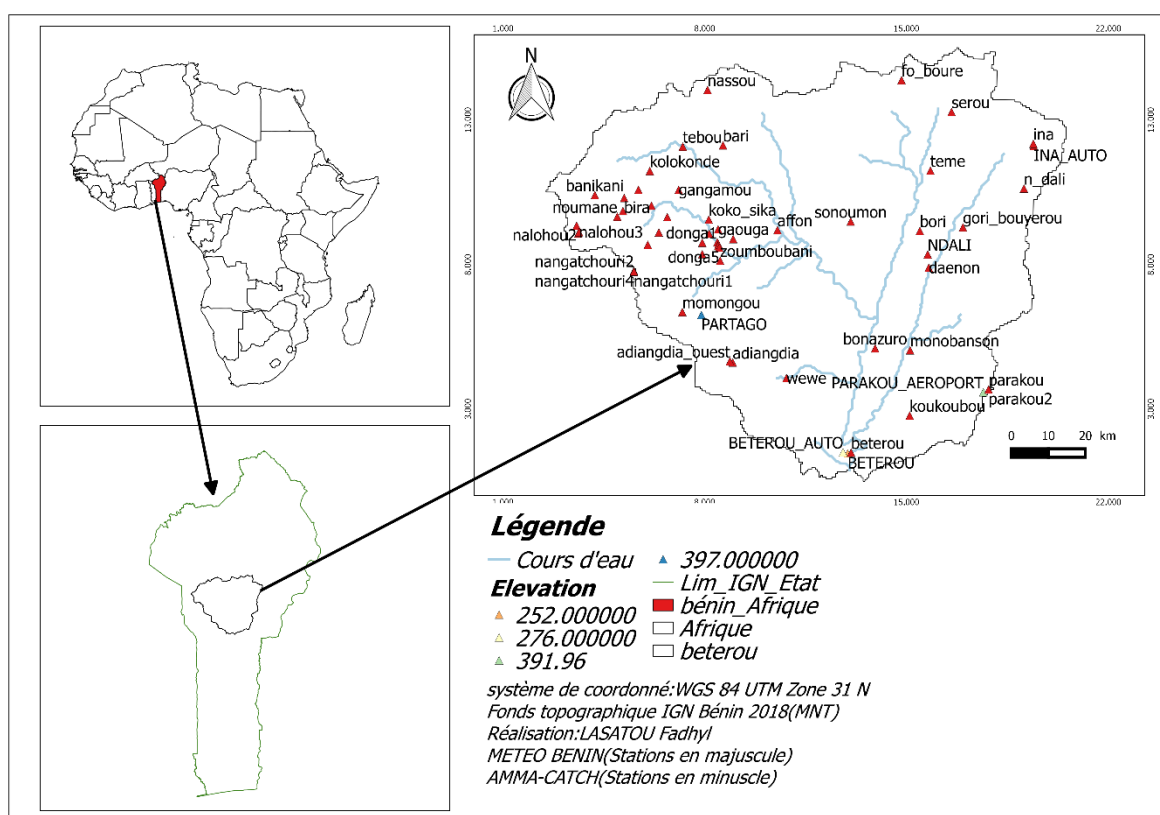 1.000 8.000 15.000 22.000
N
fo_boure
nassou
serou
13.000 13.000
ina
tebou bari
INA_AUTO
kolokonde
teme
n_dali
banikani
gangamou
noumane_bira
koko_sika
sonoumon
gori_bouyerou
affon
bori
nalohou2 nalohou3
donga1 gaouga
NDALI
donga5 zoumboubani
nangatchouri2
daenon
8.000 8.000
nangatchouri4 nangatchouri1
momongou
PARTAGO
bonazuro monobanson
adiangdia_ouest adiangdia
wewe PARAKOU_AEROPORT parakou
parakou2
3.000 3.000
koukoubou
BETEROU_AUTO beterou
0 10 20 km
BETEROU
1.000 8.000 15.000 22.000
Légende
Cours d'eau
Elevation
252.000000
276.000000
391.96
397.000000
Lim_IGN_Etat
bénin_Afrique
Afrique
beterou
système de coordonné:WGS 84 UTM Zone 31 N
Fonds topographique IGN Bénin 2018(MNT)
Réalisation:LASATOU Fadhyl
METEO BENIN(Stations en majuscule)
AMMA-CATCH(Stations en minuscle)